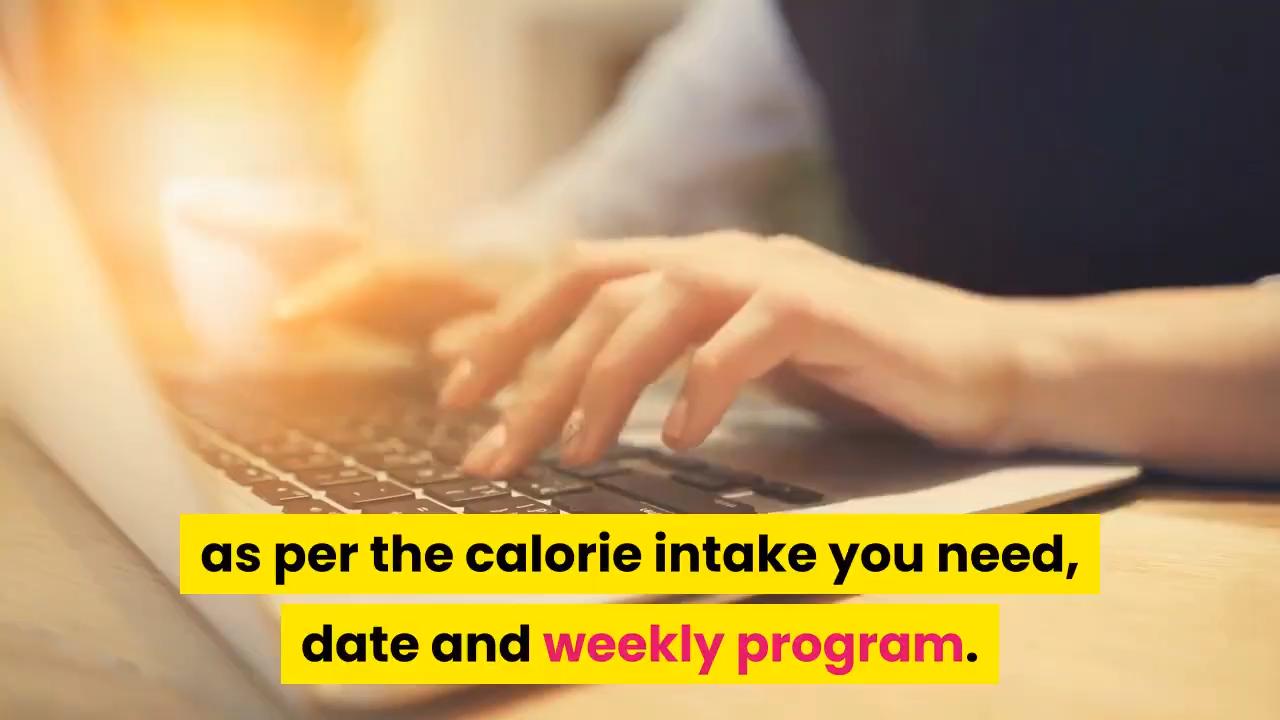 as per the calorie intake you need,
date and weekly program.